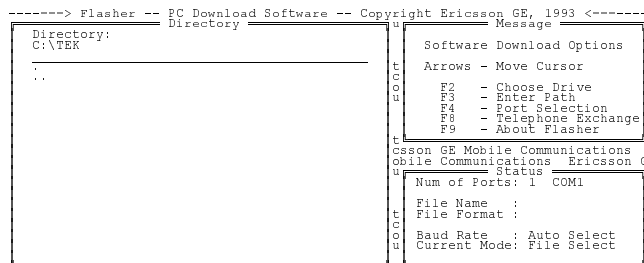 -------> Flasher -- PC Download Software -- Copyright Ericsson GE, 1993 <-------
Directory
Directory:
C:\TEK
.
..
u
t
c
o
u
t
Message
Software Download Options
Arrows - Move Cursor
F2 - Choose Drive
F3 - Enter Path
F4 - Port Selection
F8 - Telephone Exchange
F9 - About Flasher
csson GE Mobile Communications
obile Communications Ericsson G
u
t
c
o
u
Status
Num of Ports: 1 COM1
File Name :
File Format :
Baud Rate : Auto Select
Current Mode: File Select